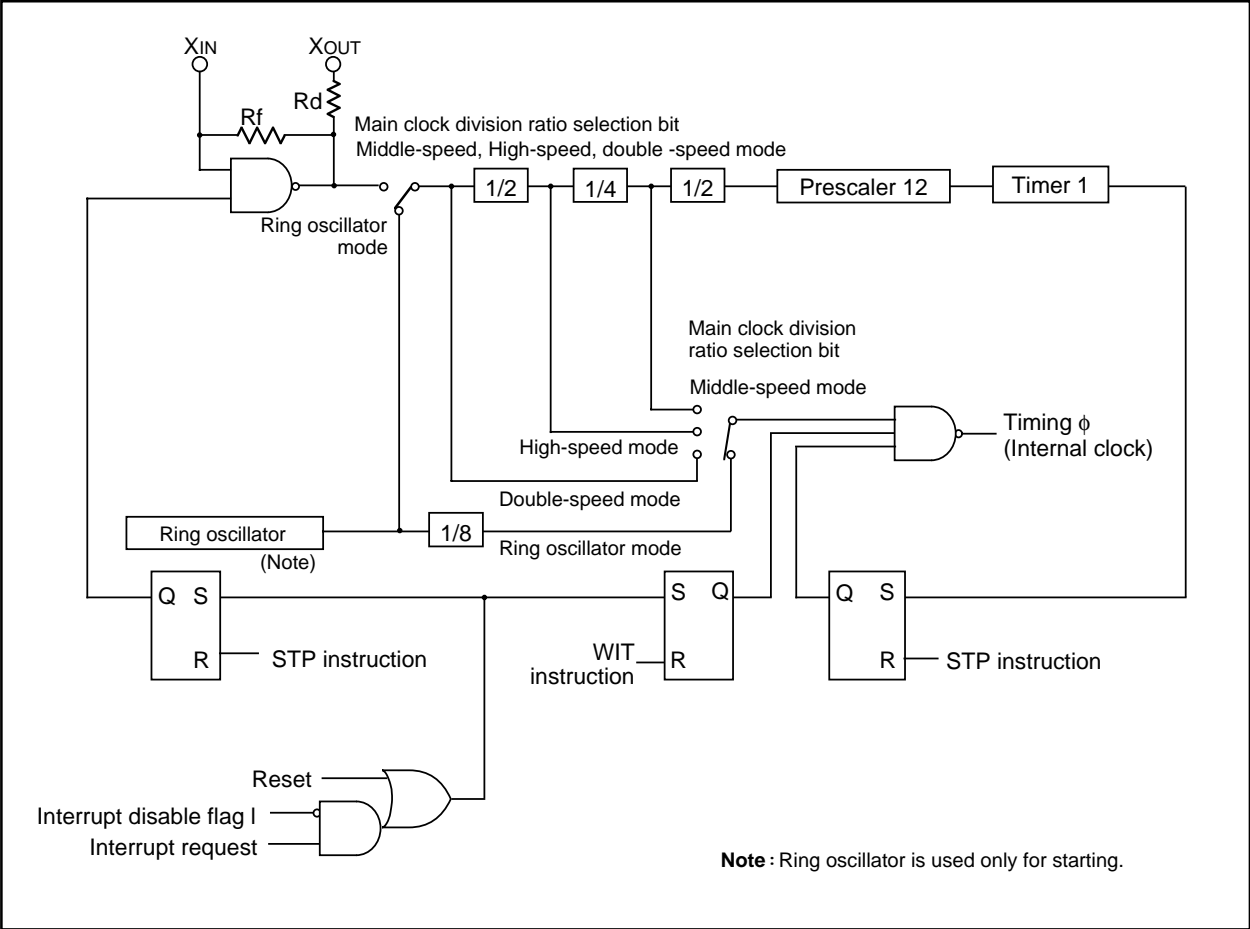 XIN
XOUT
Rd
Rf
Main clock division ratio selection bit
Middle-speed, High-speed, double -speed mode
1/2
1/4
1/2
Prescaler 12
Timer 1
Ring oscillator
mode
Main clock division
ratio selection bit
Middle-speed mode
Timing ϕ
(Internal clock)
High-speed mode
Double-speed mode
Ring oscillator
1/8
Ring oscillator mode
(Note)
Q S
R
STP instruction
S Q
R
WIT
instruction
Q S
R
STP instruction
Reset
Interrupt disable flag I
Interrupt request
Note : Ring oscillator is used only for starting.